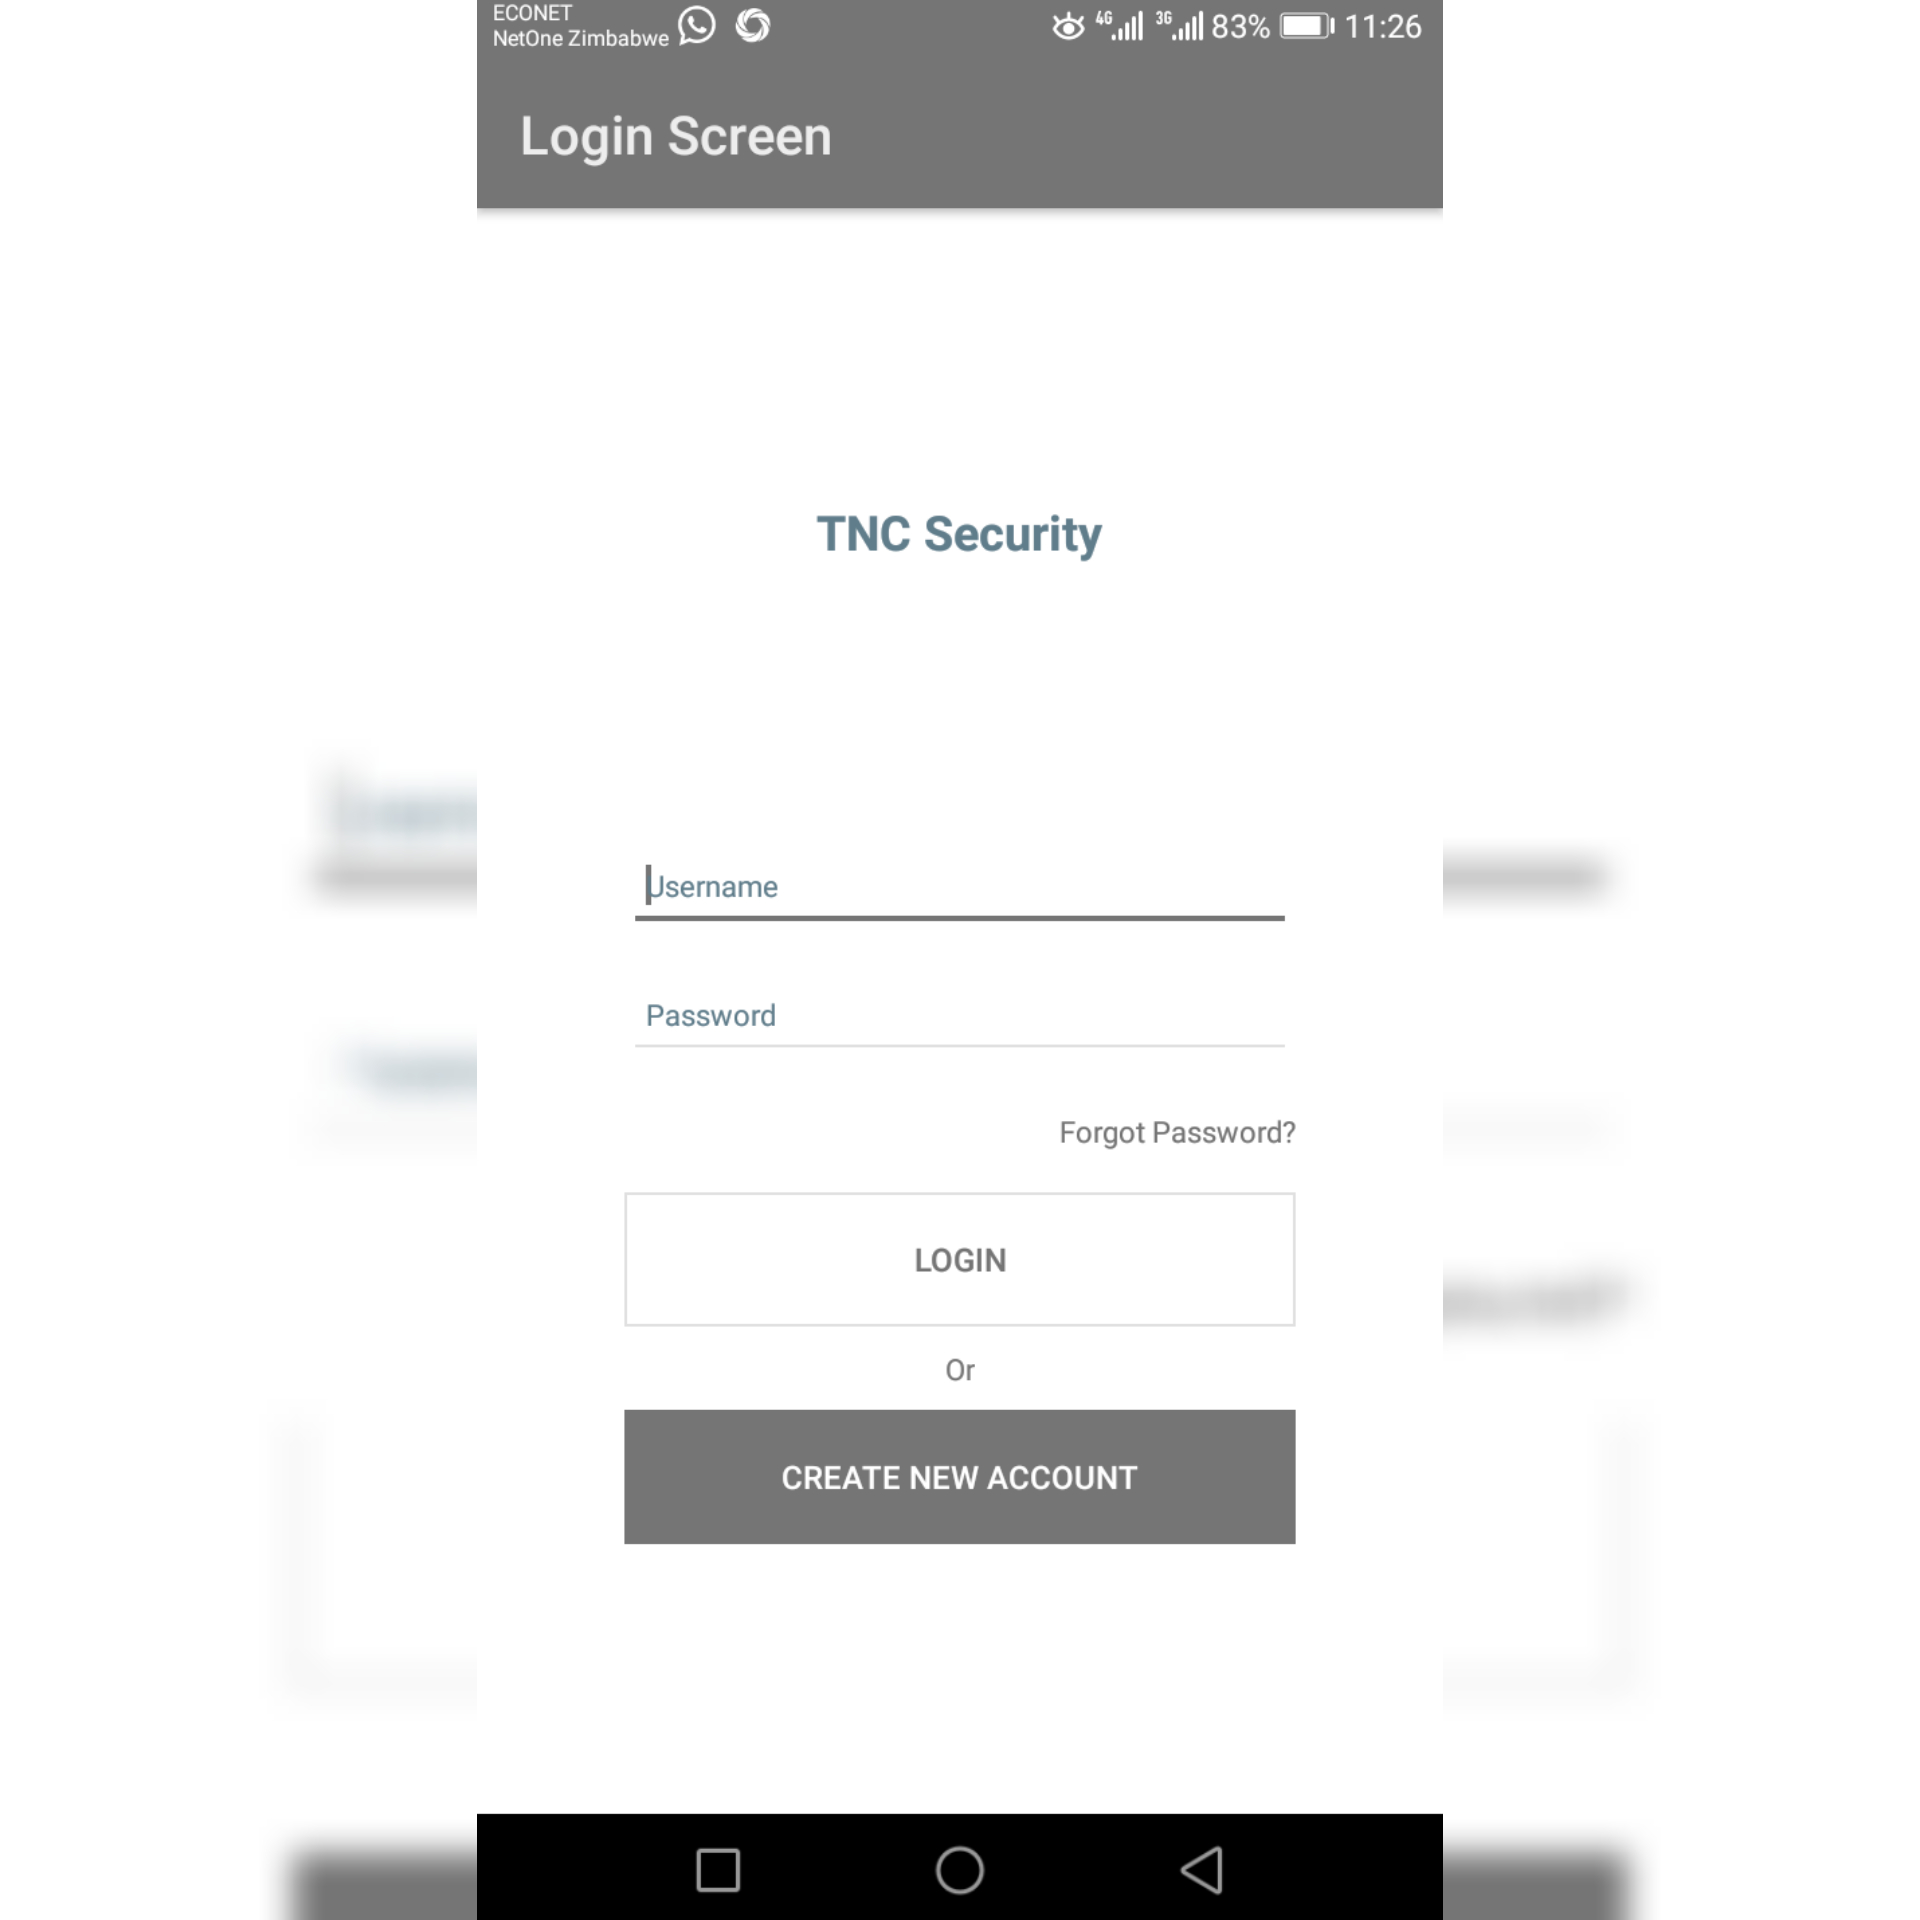 ECONET
NetOne Zimbabwe
4G 3G 83% 11:26
Login Screen
TNC Security
Username
Password
Forgot Password?
LOGIN
Or
CREATE NEW ACCOUNT